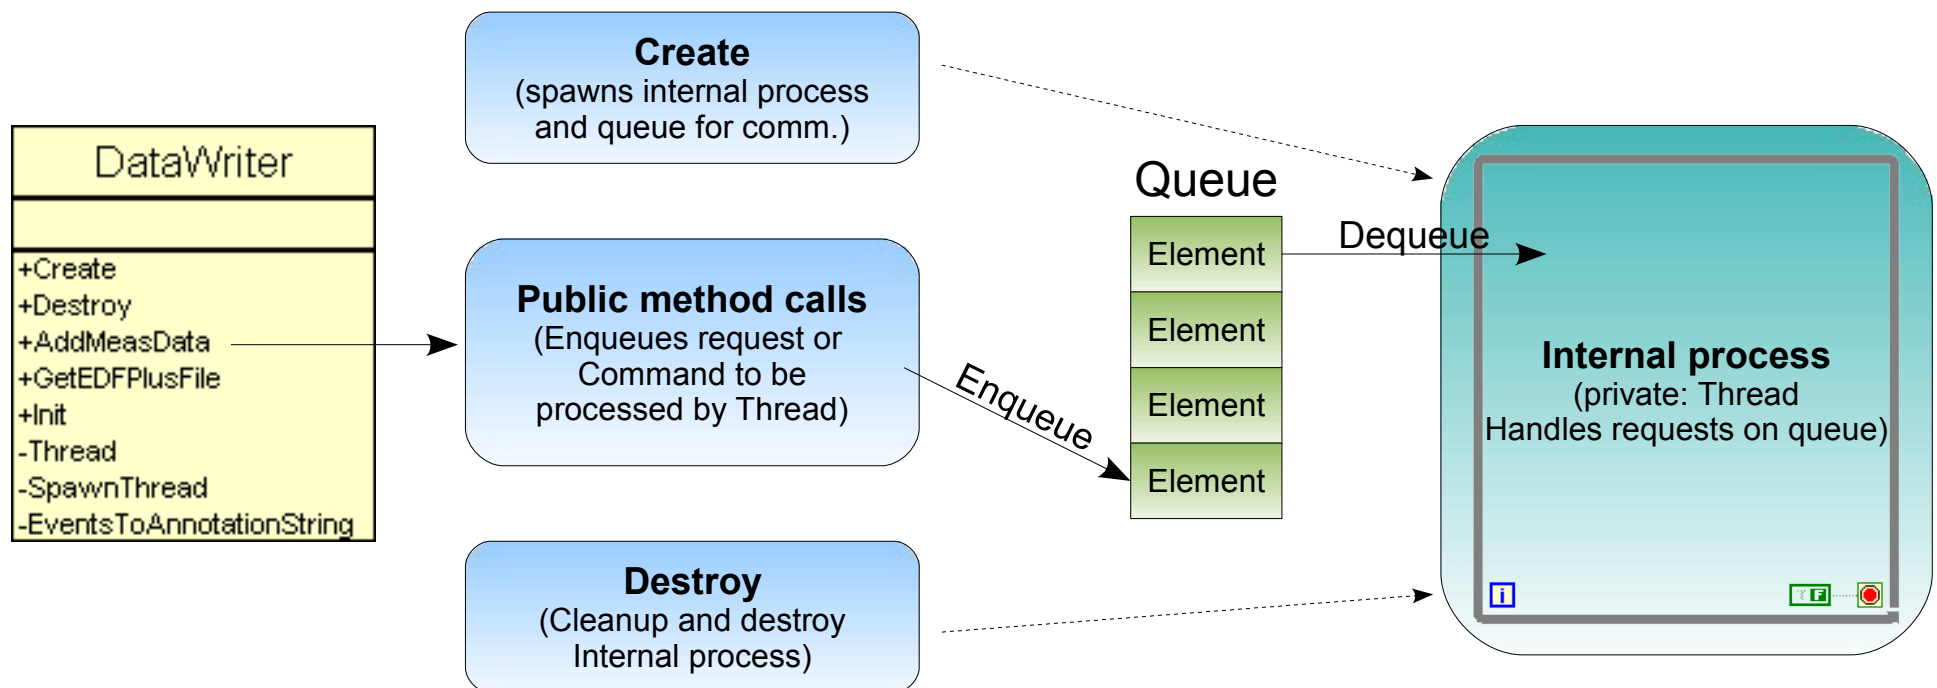 DataWriter
+Create
+Destroy
+AddMeasData
+GetEDFPlusFile
+Init
-Thread
-SpawnThread
-EventsToAnnotationString
Create
(spawns internal process
and queue for comm.)
Public method calls
(Enqueues request or
Command to be
processed by Thread)
Destroy
(Cleanup and destroy
Internal process)
Enqueue
Queue
Element
Element
Element
Element
Dequeue
Internal process
(private: Thread
Handles requests on queue)
i
F